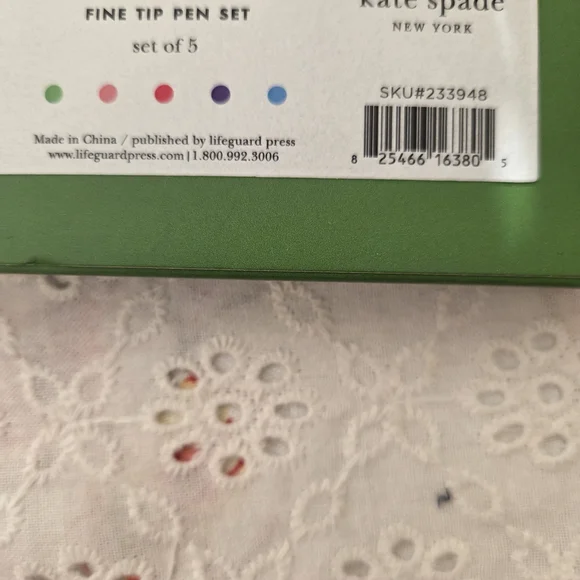 FINE TIP PEN SET
set of 5
kate spade
NEW YORK
SKU#233948
8 25466 16380 5
Made in China / published by lifeguard press
www.lifeguardpress.com | 1.800.992.3006